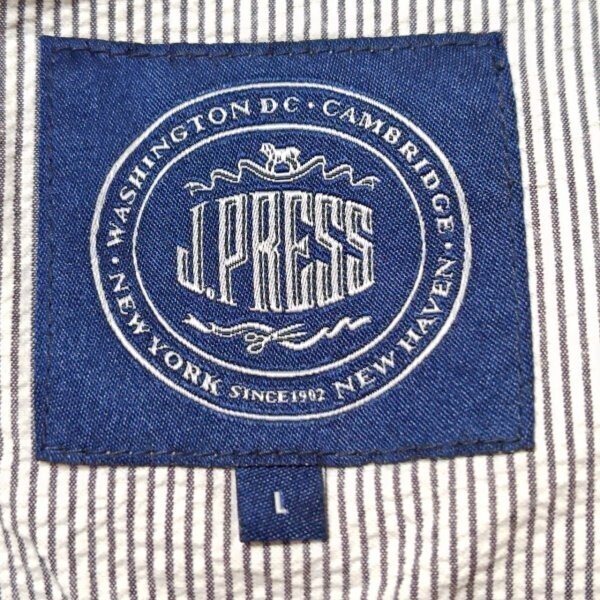 WASHINGTON DC · CAMBRIDGE ·
J.PRESS
· NEW YORK SINCE 1902 NEW HAVEN
L